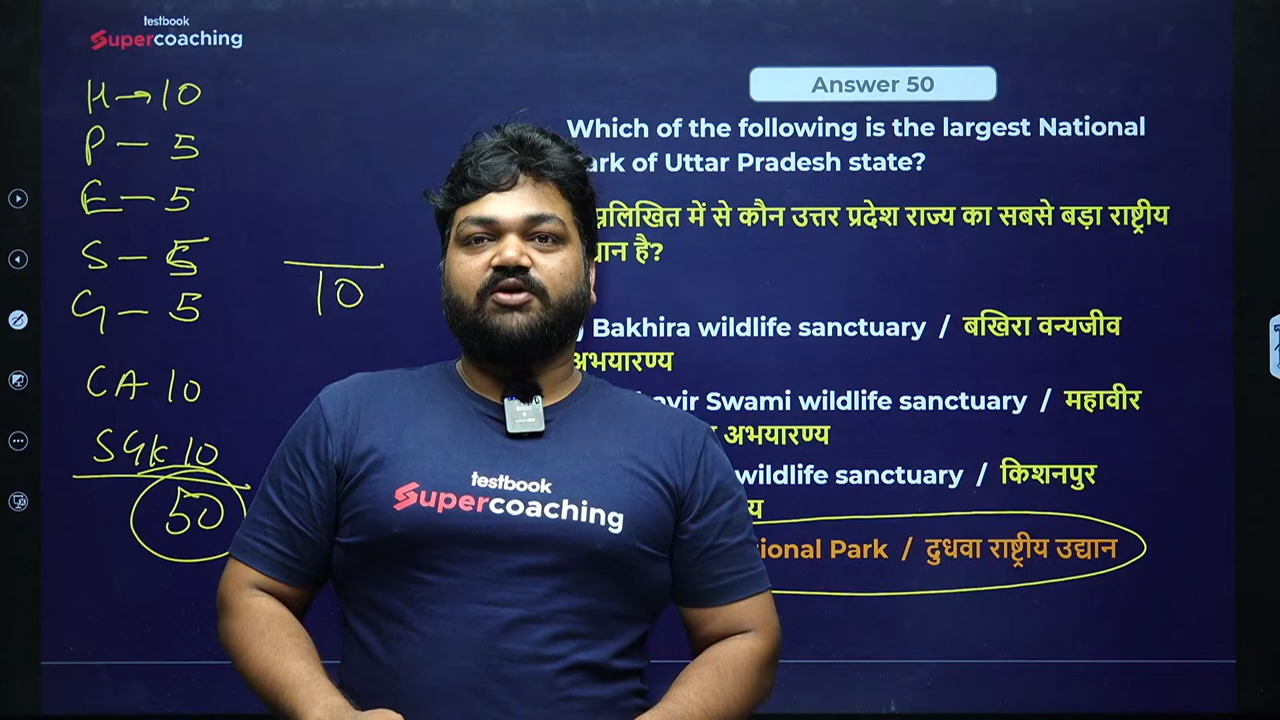 testbook
Supercoaching
H→10
P – 5
E – 5
S – 5
G – 5
CA 10
SGK 10
50
10
Answer 50
Which of the following is the largest National
ark of Uttar Pradesh state?
म्नलिखित में से कौन उत्तर प्रदेश राज्य का सबसे बड़ा राष्ट्रीय
है?
) Bakhira wildlife sanctuary / बखिरा वन्यजीव
अभयारण्य
Swami wildlife sanctuary / महावीर
अभयारण्य
wildlife sanctuary / किशनपुर
ional Park / दुधवा राष्ट्रीय उद्यान
testbook
Supercoaching